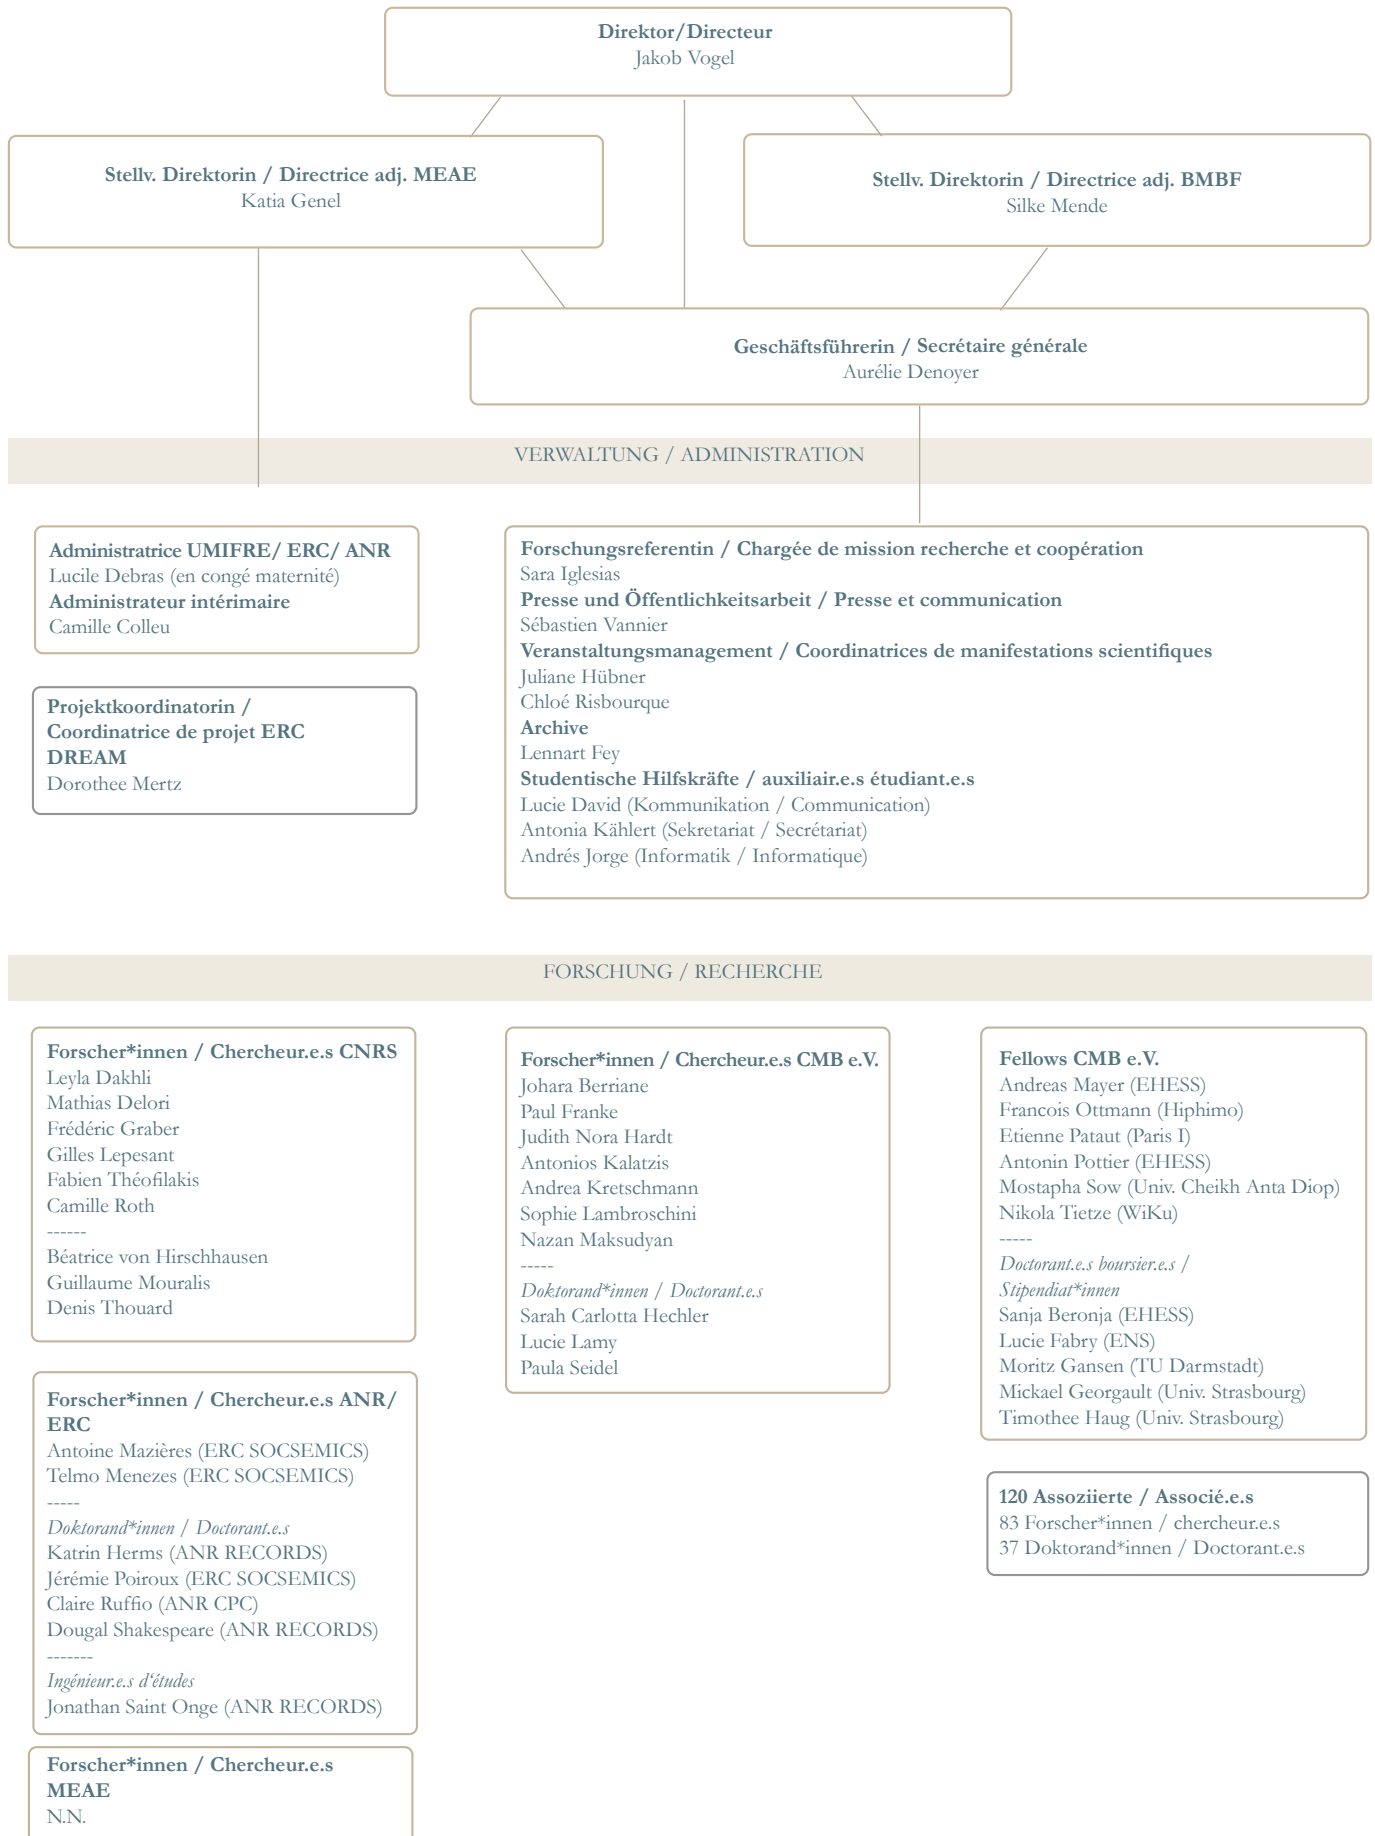 Direktor/Directeur
Jakob Vogel
Stellv. Direktorin / Directrice adj. MEAE
Katia Genel
Stellv. Direktorin / Directrice adj. BMBF
Silke Mende
Geschäftsführerin / Secrétaire générale
Aurélie Denoyer
VERWALTUNG / ADMINISTRATION
Administratrice UMIFRE/ ERC/ ANR
Lucile Debras (en congé maternité)
Administrateur intérimaire
Camille Colleu
Projektkoordinatorin /
Coordinatrice de projet ERC
DREAM
Dorothee Mertz
Forschungsreferentin / Chargée de mission recherche et coopération
Sara Iglesias
Presse und Öffentlichkeitsarbeit / Presse et communication
Sébastien Vannier
Veranstaltungsmanagement / Coordinatrices de manifestations scientifiques
Juliane Hübner
Chloé Risbourque
Archive
Lennart Fey
Studentische Hilfskräfte / auxiliair.e.s étudiant.e.s
Lucie David (Kommunikation / Communication)
Antonia Kählert (Sekretariat / Secrétariat)
Andrés Jorge (Informatik / Informatique)
FORSCHUNG / RECHERCHE
Forscher*innen / Chercheur.e.s CNRS
Leyla Dakhli
Mathias Delori
Frédéric Graber
Gilles Lepesant
Fabien Théofilakis
Camille Roth
------
Béatrice von Hirschhausen
Guillaume Mouralis
Denis Thouard
Forscher*innen / Chercheur.e.s ANR/
ERC
Antoine Mazières (ERC SOCSEMICS)
Telmo Menezes (ERC SOCSEMICS)
-----
Doktorand*innen / Doctorant.e.s
Katrin Herms (ANR RECORDS)
Jérémie Poiroux (ERC SOCSEMICS)
Claire Ruffio (ANR CPC)
Dougal Shakespeare (ANR RECORDS)
-------
Ingénieur.e.s d‘études
Jonathan Saint Onge (ANR RECORDS)
Forscher*innen / Chercheur.e.s
MEAE
N.N.
Forscher*innen / Chercheur.e.s CMB e.V.
Johara Berriane
Paul Franke
Judith Nora Hardt
Antonios Kalatzis
Andrea Kretschmann
Sophie Lambroschini
Nazan Maksudyan
-----
Doktorand*innen / Doctorant.e.s
Sarah Carlotta Hechler
Lucie Lamy
Paula Seidel
Fellows CMB e.V.
Andreas Mayer (EHESS)
Francois Ottmann (Hiphimo)
Etienne Pataut (Paris I)
Antonin Pottier (EHESS)
Mostapha Sow (Univ. Cheikh Anta Diop)
Nikola Tietze (WiKu)
-----
Doctorant.e.s boursier.e.s /
Stipendiat*innen
Sanja Beronja (EHESS)
Lucie Fabry (ENS)
Moritz Gansen (TU Darmstadt)
Mickael Georgault (Univ. Strasbourg)
Timothee Haug (Univ. Strasbourg)
120 Assoziierte / Associé.e.s
83 Forscher*innen / chercheur.e.s
37 Doktorand*innen / Doctorant.e.s